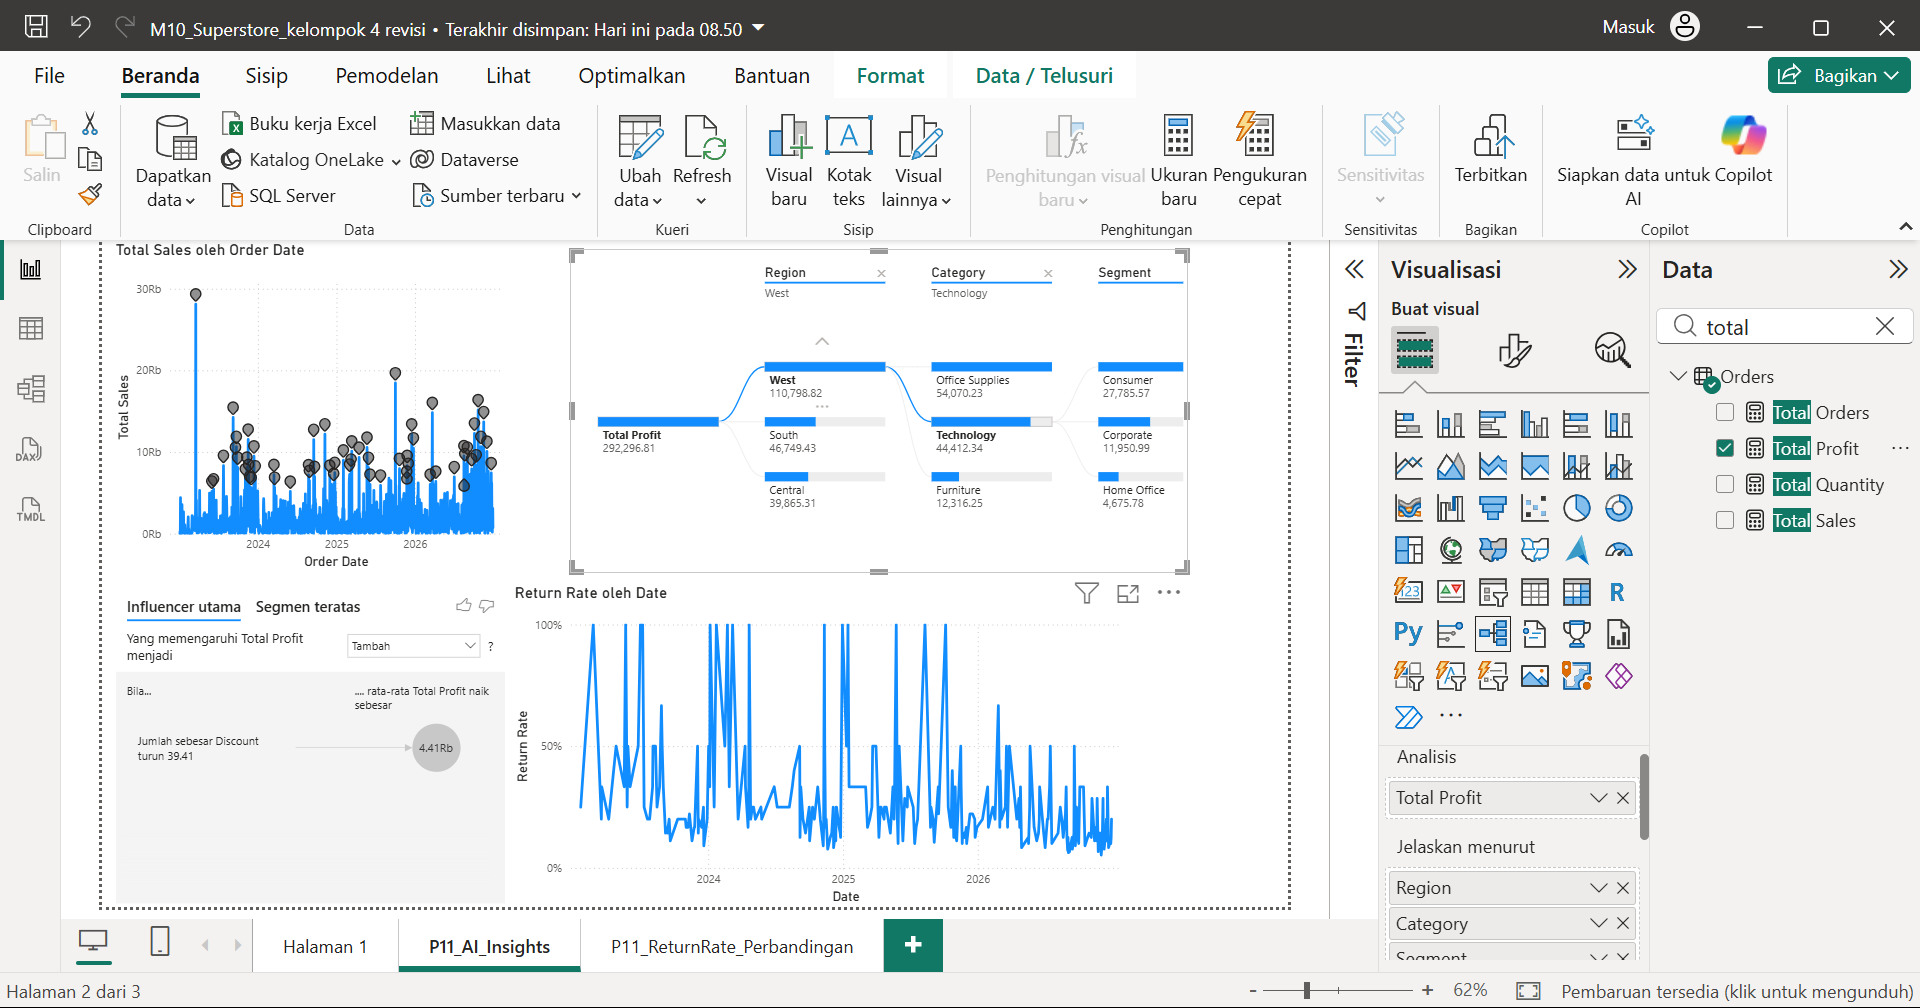 M10_Superstore_kelompok 4 revisi • Terakhir disimpan: Hari ini pada 08.50
Masuk
File
Beranda
Sisip
Pemodelan
Lihat
Optimalkan
Bantuan
Format
Data / Telusuri
Bagikan
Salin
Clipboard
Dapatkan data
Buku kerja Excel
Katalog OneLake
SQL Server
Masukkan data
Dataverse
Sumber terbaru
Data
Ubah data
Refresh
Kueri
Visual baru
Kotak teks
Visual lainnya
Sisip
Penghitungan visual baru
Ukuran baru
Pengukuran cepat
Penghitungan
Sensitivitas
Sensitivitas
Terbitkan
Bagikan
Siapkan data untuk AI
Copilot
Copilot
DAX
TMDL
Total Sales oleh Order Date
30Rb
20Rb
10Rb
0Rb
Total Sales
2024
2025
2026
Order Date
Region
West
Category
Technology
Segment
Total Profit
292,296.81
West
110,798.82
South
46,749.43
Central
39,865.31
Office Supplies
54,070.23
Technology
44,412.34
Furniture
12,316.25
Consumer
27,785.57
Corporate
11,950.99
Home Office
4,675.78
Influencer utama
Segmen teratas
Yang memengaruhi Total Profit
menjadi
Tambah
?
Bila...
.... rata-rata Total Profit naik
sebesar
Jumlah sebesar Discount
turun 39.41
4.41Rb
Return Rate oleh Date
100%
50%
0%
Return Rate
2024
2025
2026
Date
Filter
Visualisasi
Buat visual
123
R
Py
Analisis
Total Profit
Jelaskan menurut
Region
Category
Segment
Data
total
Orders
Total Orders
Total Profit
Total Quantity
Total Sales
Halaman 1
P11_AI_Insights
P11_ReturnRate_Perbandingan
Halaman 2 dari 3
- + 62%
Pembaruan tersedia (klik untuk mengunduh)